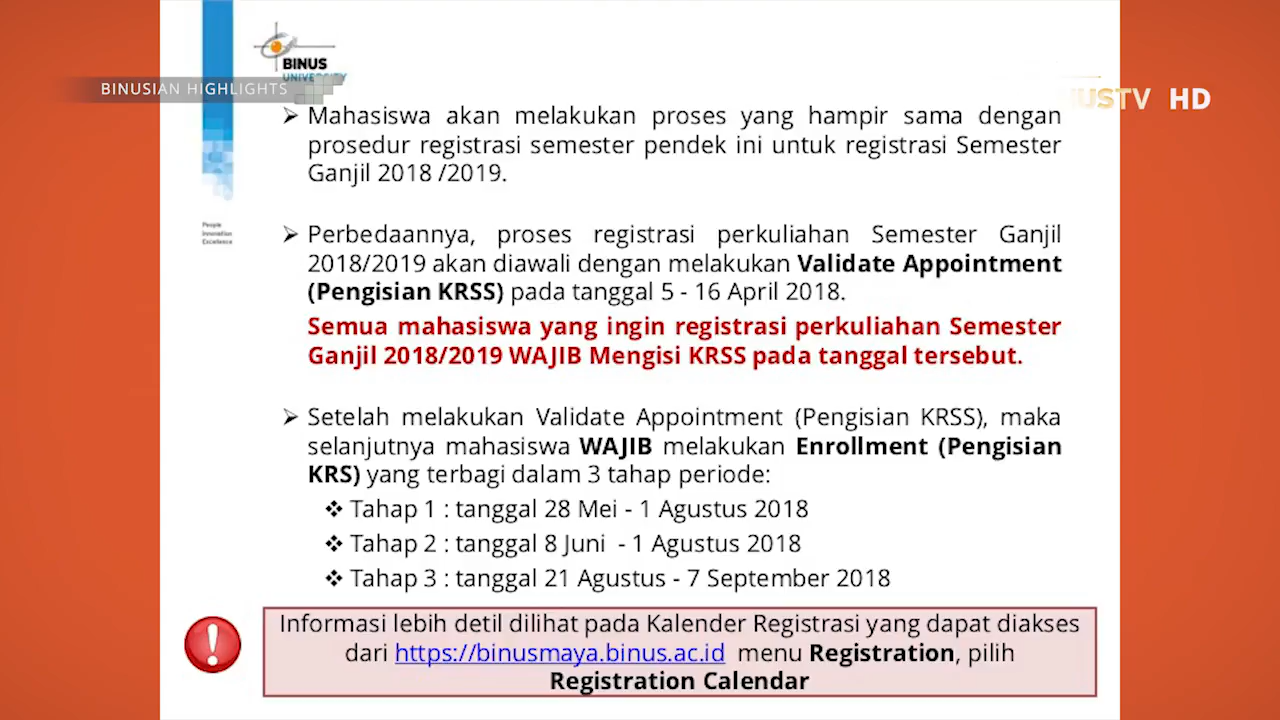 BINUS
UNIVERSITY
BINUSIAN HIGHLIGHTS
USTV HD
Mahasiswa akan melakukan proses yang hampir sama dengan
prosedur registrasi semester pendek ini untuk registrasi Semester
Ganjil 2018 /2019.
People
Innovation
Excellence
Perbedaannya, proses registrasi perkuliahan Semester Ganjil
2018/2019 akan diawali dengan melakukan Validate Appointment
(Pengisian KRSS) pada tanggal 5 - 16 April 2018.
Semua mahasiswa yang ingin registrasi perkuliahan Semester
Ganjil 2018/2019 WAJIB Mengisi KRSS pada tanggal tersebut.
Setelah melakukan Validate Appointment (Pengisian KRSS), maka
selanjutnya mahasiswa WAJIB melakukan Enrollment (Pengisian
KRS) yang terbagi dalam 3 tahap periode:
Tahap 1 : tanggal 28 Mei - 1 Agustus 2018
Tahap 2 : tanggal 8 Juni - 1 Agustus 2018
Tahap 3 : tanggal 21 Agustus - 7 September 2018
Informasi lebih detil dilihat pada Kalender Registrasi yang dapat diakses
dari https://binusmaya.binus.ac.id menu Registration, pilih
Registration Calendar